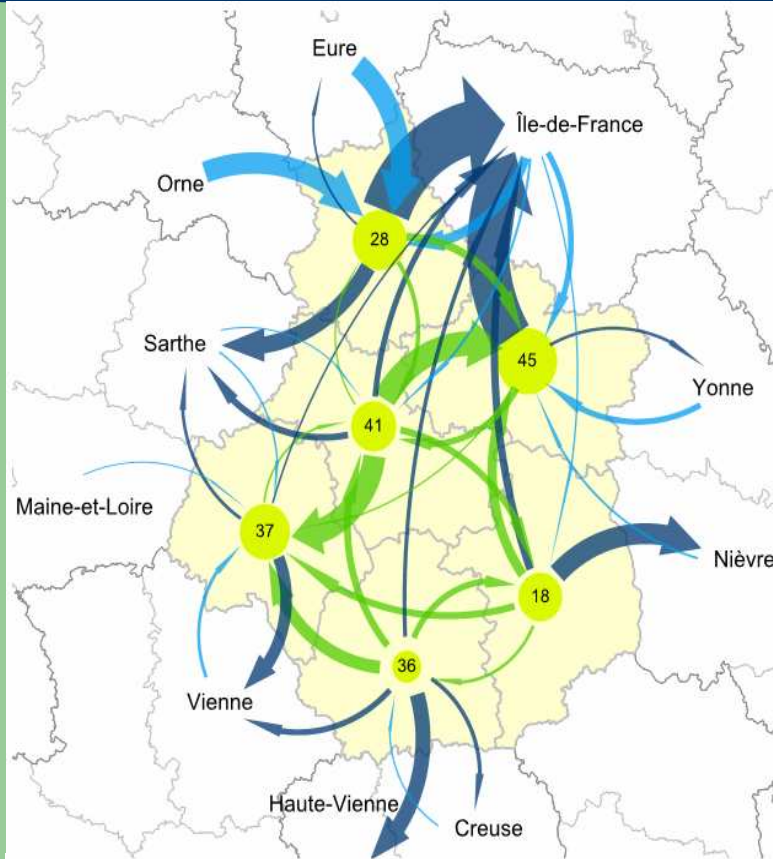 Eure
Île-de-France
Orne
28
Sarthe
45
Yonne
41
Maine-et-Loire
37
Nièvre
18
36
Vienne
Haute-Vienne
Creuse